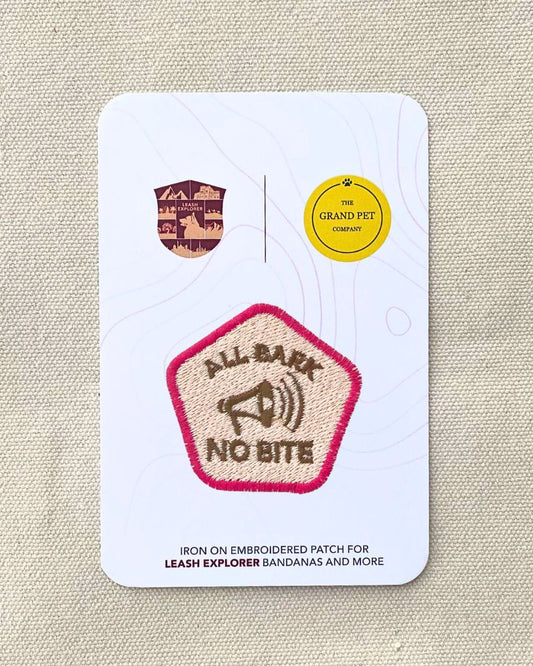 LEASH
EXPLORER
THE
GRAND PET
COMPANY
ALL BARK
NO BITE
IRON ON EMBROIDERED PATCH FOR
LEASH EXPLORER BANDANAS AND MORE